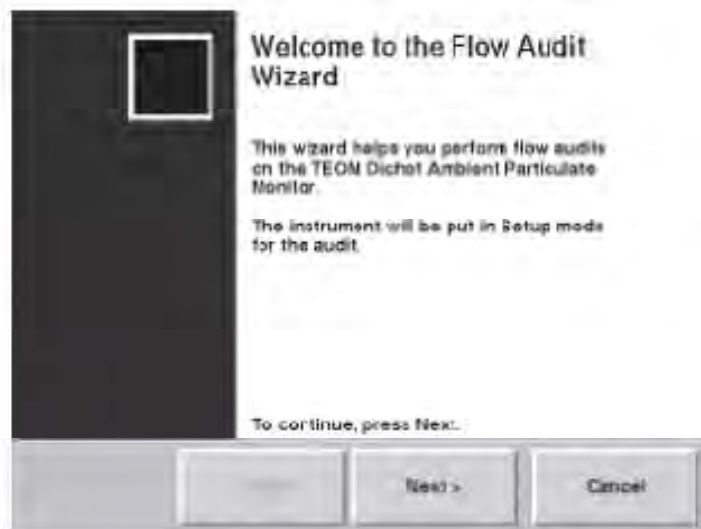 Welcome to the Flow Audit
Wizard
This wizard helps you perform flow audits
on the TEOM Dichot Ambient Particulate
Monitor.
The instrument will be put in Setup mode
for the audit
To continue, press Next.
Next >
Cancel